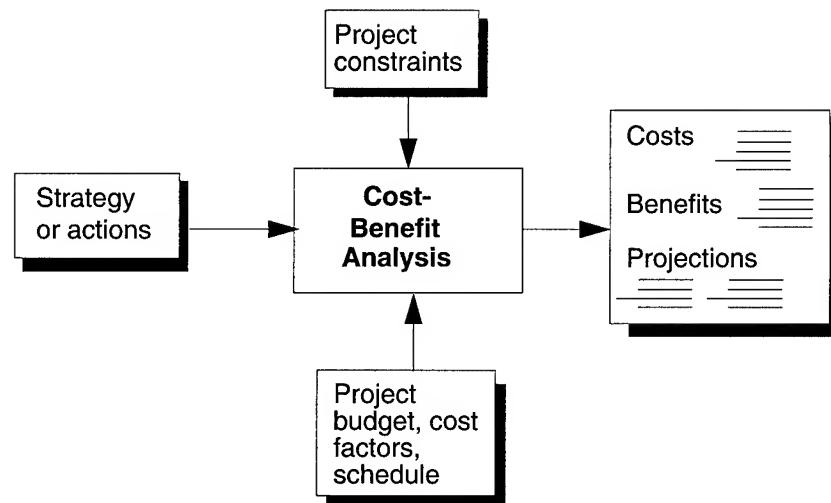 Project
constraints
Strategy
or actions
Cost-
Benefit
Analysis
Costs
Benefits
Projections
Project
budget, cost
factors,
schedule